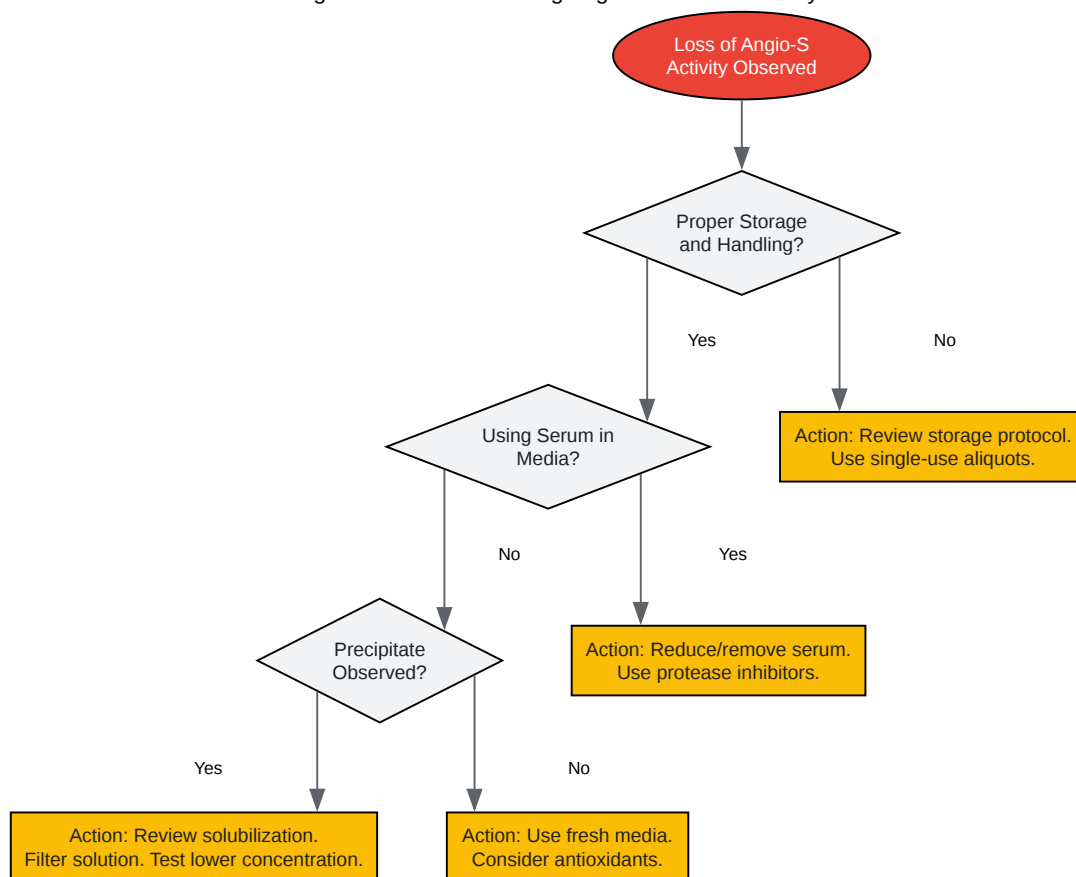 Loss of Angio-S
Activity Observed
Proper Storage
and Handling?
Yes
No
Using Serum in
Media?
Action: Review storage protocol.
Use single-use aliquots.
No
Yes
Precipitate
Observed?
Action: Reduce/remove serum.
Use protease inhibitors.
Yes
No
Action: Review solubilization.
Filter solution. Test lower concentration.
Action: Use fresh media.
Consider antioxidants.